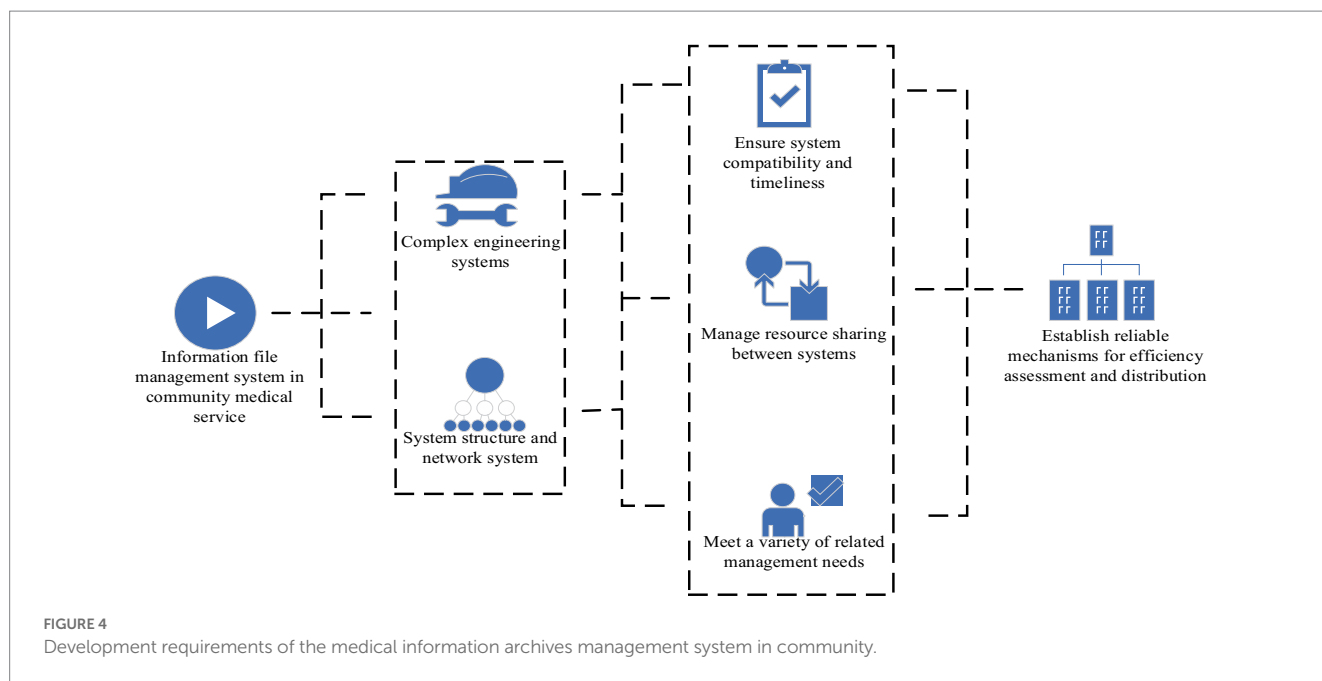 Information file
management system in
community medical
service
Complex engineering
systems
System structure and
network system
Ensure system
compatibility and
timeliness
Manage resource sharing
between systems
Meet a variety of related
management needs
Establish reliable
mechanisms for efficiency
assessment and distribution
FIGURE 4
Development requirements of the medical information archives management system in community.